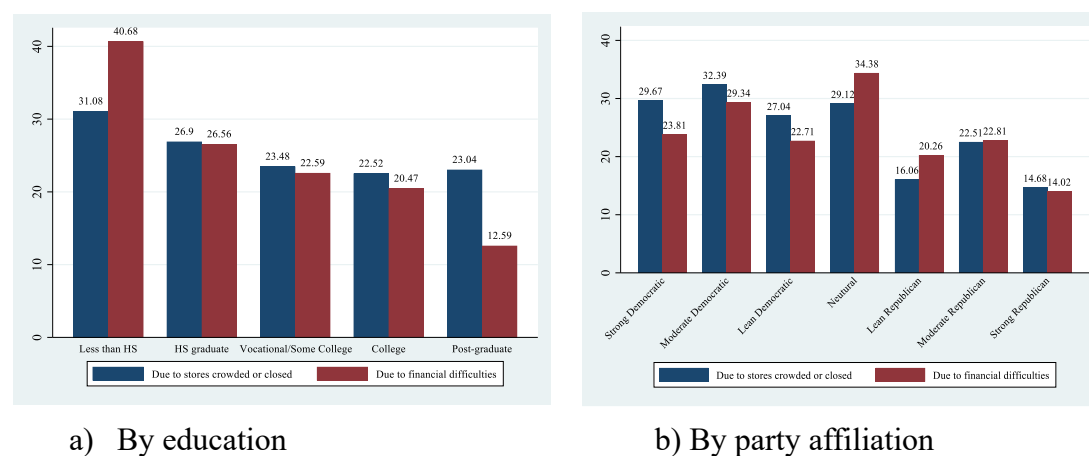 40.68
31.08
26.9
26.56
23.48
22.59
22.52
20.47
23.04
12.59
0
10
20
30
40
Less than HS
HS graduate
Vocational/Some College
College
Post-graduate
Due to stores crowded or closed
Due to financial difficulties
a) By education
29.67
23.81
32.39
29.34
27.04
22.71
29.12
34.38
16.06
20.26
22.51
22.81
14.68
14.02
0
10
20
30
40
Strong Democratic
Moderate Democratic
Lean Democratic
Neutural
Lean Republican
Moderate Republican
Strong Republican
Due to stores crowded or closed
Due to financial difficulties
b) By party affiliation